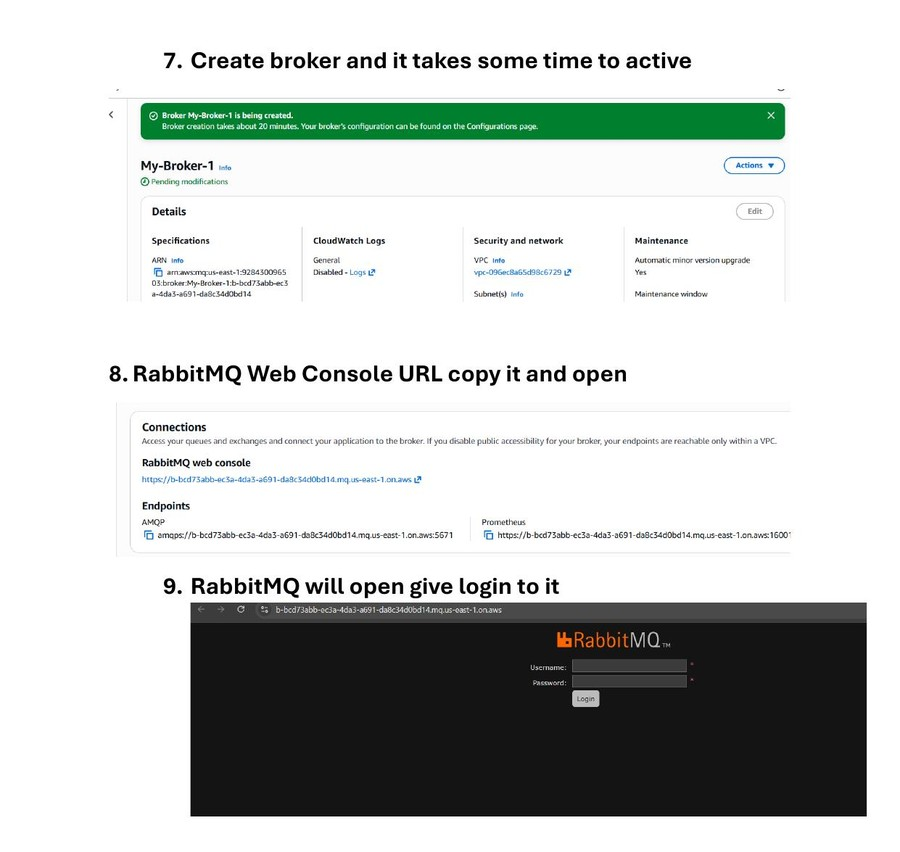 7. Create broker and it takes some time to active
Broker My-Broker-1 is being created.
Broker creation takes about 20 minutes. Your broker's configuration can be found on the Configurations page.
My-Broker-1 Info
Actions
Pending modifications
Details
Edit
Specifications
CloudWatch Logs
Security and network
Maintenance
ARN Info
General
VPC Info
Automatic minor version upgrade
arn:aws:mq:us-east-1:9284300965
Disabled - Logs
vpc-096ec8a65d98c6729
Yes
03:broker:My-Broker-1:b-bcd73abb-ec3
a-4da3-a691-da8c34d0bd14
Subnet(s) Info
Maintenance window
8. RabbitMQ Web Console URL copy it and open
Connections
Access your queues and exchanges and connect your application to the broker. If you disable public accessibility for your broker, your endpoints are reachable only within a VPC.
RabbitMQ web console
https://b-bcd73abb-ec3a-4da3-a691-da8c34d0bd14.mq.us-east-1.on.aws
Endpoints
AMQP
Prometheus
amqps://b-bcd73abb-ec3a-4da3-a691-da8c34d0bd14.mq.us-east-1.on.aws:5671
https://b-bcd73abb-ec3a-4da3-a691-da8c34d0bd14.mq.us-east-1.on.aws:16001
9. RabbitMQ will open give login to it
b-bcd73abb-ec3a-4da3-a691-da8c34d0bd14.mq.us-east-1.on.aws
RabbitMQ TM
Username: *
Password: *
Login